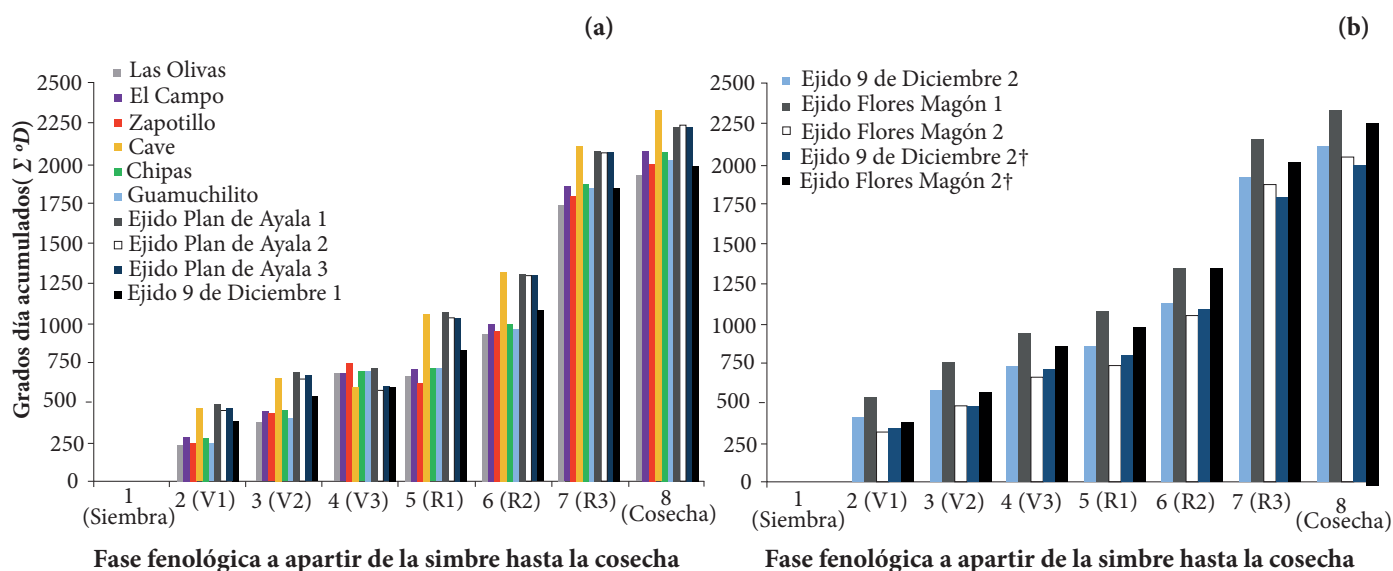 (a)
Grados día acumulados( Σ ºD)
2500
2250
2000
1750
1500
1250
1000
750
500
250
0
Las Olivas
El Campo
Zapotillo
Cave
Chipas
Guamuchilito
Ejido Plan de Ayala 1
Ejido Plan de Ayala 2
Ejido Plan de Ayala 3
Ejido 9 de Diciembre 1
1 (Siembra)
2 (V1)
3 (V2)
4 (V3)
5 (R1)
6 (R2)
7 (R3)
8 (Cosecha)
Fase fenológica a apartir de la simbre hasta la cosecha
(b)
2500
2250
2000
1750
1500
1250
1000
750
500
250
0
Ejido 9 de Diciembre 2
Ejido Flores Magón 1
Ejido Flores Magón 2
Ejido 9 de Diciembre 2†
Ejido Flores Magón 2†
1 (Siembra)
2 (V1)
3 (V2)
4 (V3)
5 (R1)
6 (R2)
7 (R3)
8 (Cosecha)
Fase fenológica a apartir de la simbre hasta la cosecha